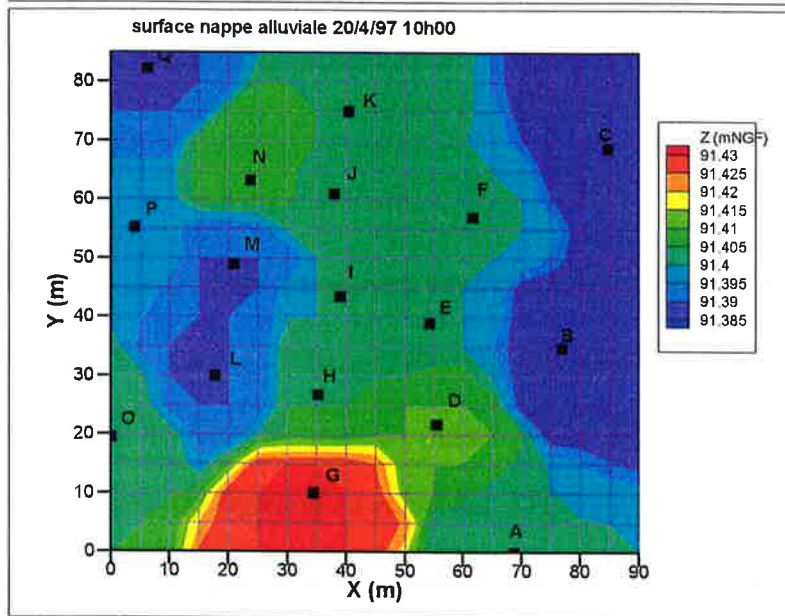 surface nappe alluviale 20/4/97 10h00
80
70
60
50
40
30
20
10
0
Y (m)
Q
K
C
N
J
F
P
M
I
E
B
L
H
D
O
G
A
0 10 20 30 40 50 60 70 80 90
X (m)
Z (mNGF)
91.43
91.425
91.42
91.415
91.41
91.405
91.4
91.395
91.39
91.385